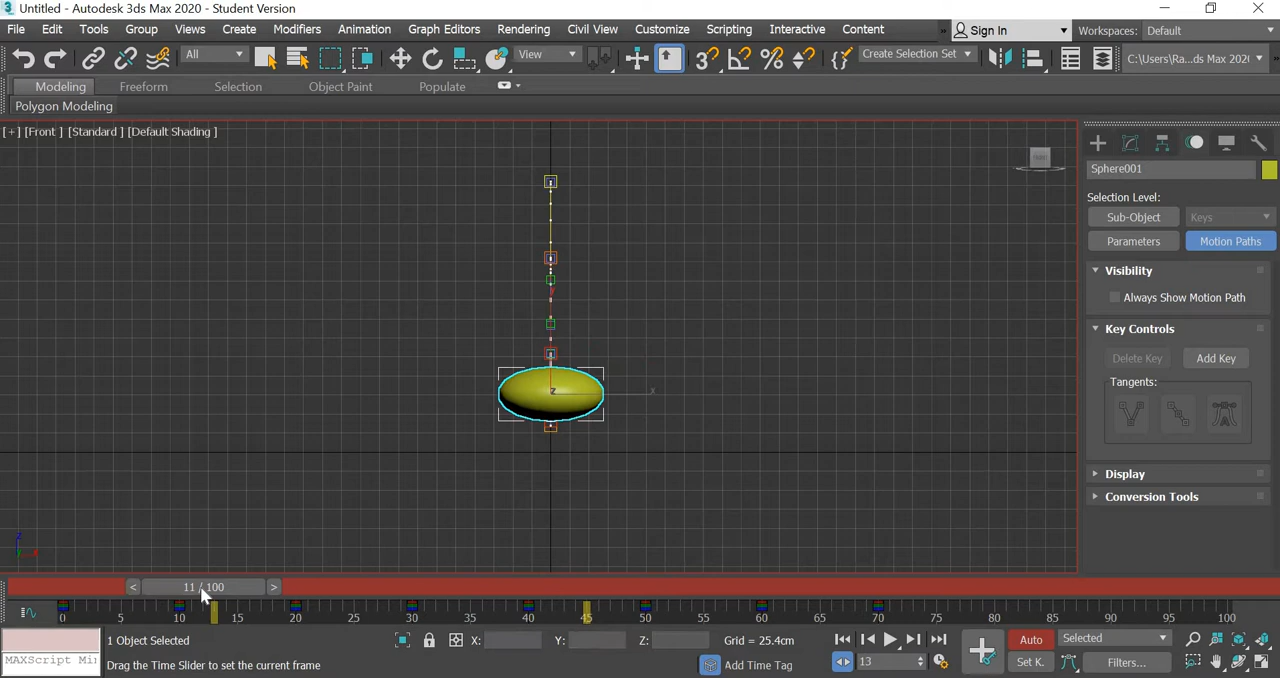 Untitled - Autodesk 3ds Max 2020 - Student Version
File Edit Tools Group Views Create Modifiers Animation Graph Editors Rendering Civil View Customize Scripting Interactive Content » Sign In Workspaces: Default
All View Create Selection Set C:\Users\Ra...ds Max 2020
Modeling Freeform Selection Object Paint Populate
Polygon Modeling
[+] [Front ] [Standard ] [Default Shading ]
Sphere001
Selection Level:
Sub-Object Keys
Parameters Motion Paths
Visibility
Always Show Motion Path
Key Controls
Delete Key Add Key
Tangents:
z x
Display
Conversion Tools
z
x
< 11 / 100 >
0 5 10 15 20 25 30 35 40 45 50 55 60 65 70 75 80 85 90 95 100
1 Object Selected X: Y: Z: Grid = 25.4cm Auto Selected
MAXScript Mi: Drag the Time Slider to set the current frame Add Time Tag 13 Set K. Filters...